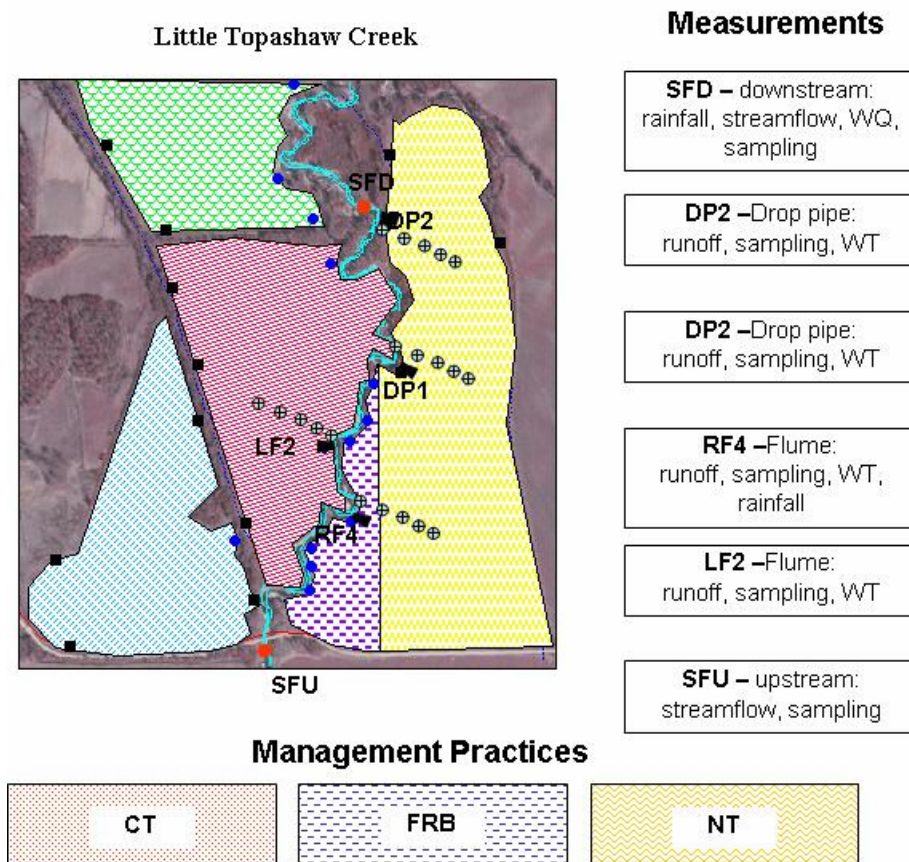 Little Topashaw Creek
Measurements
SFD – downstream:
rainfall, streamflow, WQ,
sampling
DP2 –Drop pipe:
runoff, sampling, WT
DP2 –Drop pipe:
runoff, sampling, WT
RF4 –Flume:
runoff, sampling, WT,
rainfall
LF2 –Flume:
runoff, sampling, WT
SFU – upstream:
streamflow, sampling
SFD
DP2
DP1
LF2
RF4
SFU
Management Practices
CT
FRB
NT